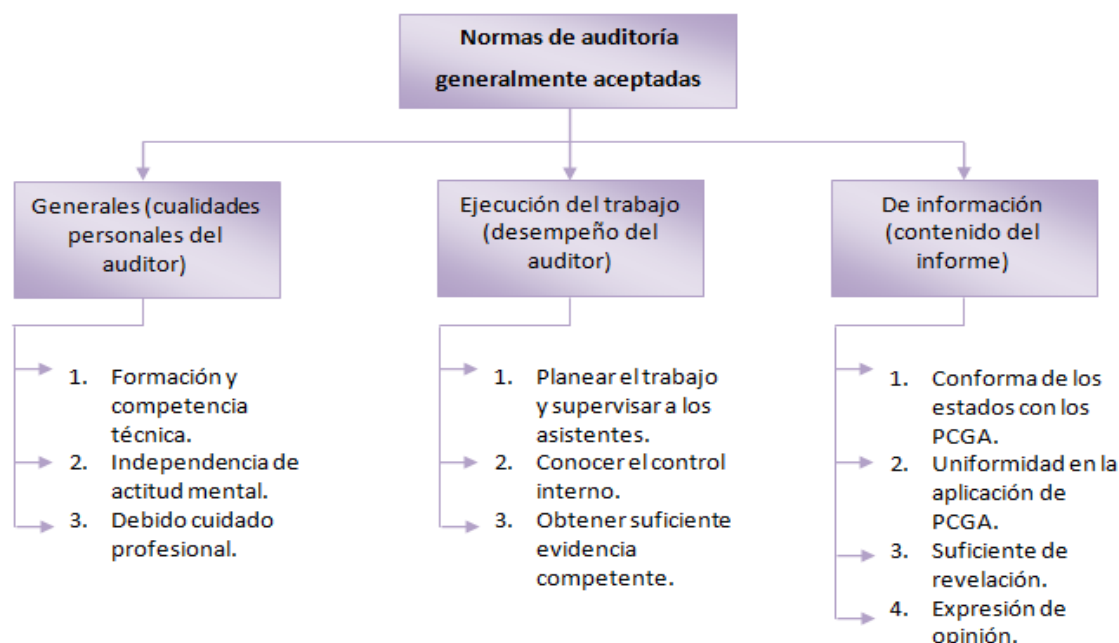 Normas de auditoría
generalmente aceptadas
Generales (cualidades
personales del
auditor)
1. Formación y
competencia
técnica.
2. Independencia de
actitud mental.
3. Debido cuidado
profesional.
Ejecución del trabajo
(desempeño del
auditor)
1. Planear el trabajo
y supervisar a los
asistentes.
2. Conocer el control
interno.
3. Obtener suficiente
evidencia
competente.
De información
(contenido del
informe)
1. Conforma de los
estados con los
PCGA.
2. Uniformidad en la
aplicación de
PCGA.
3. Suficiente de
revelación.
4. Expresión de
opinión.